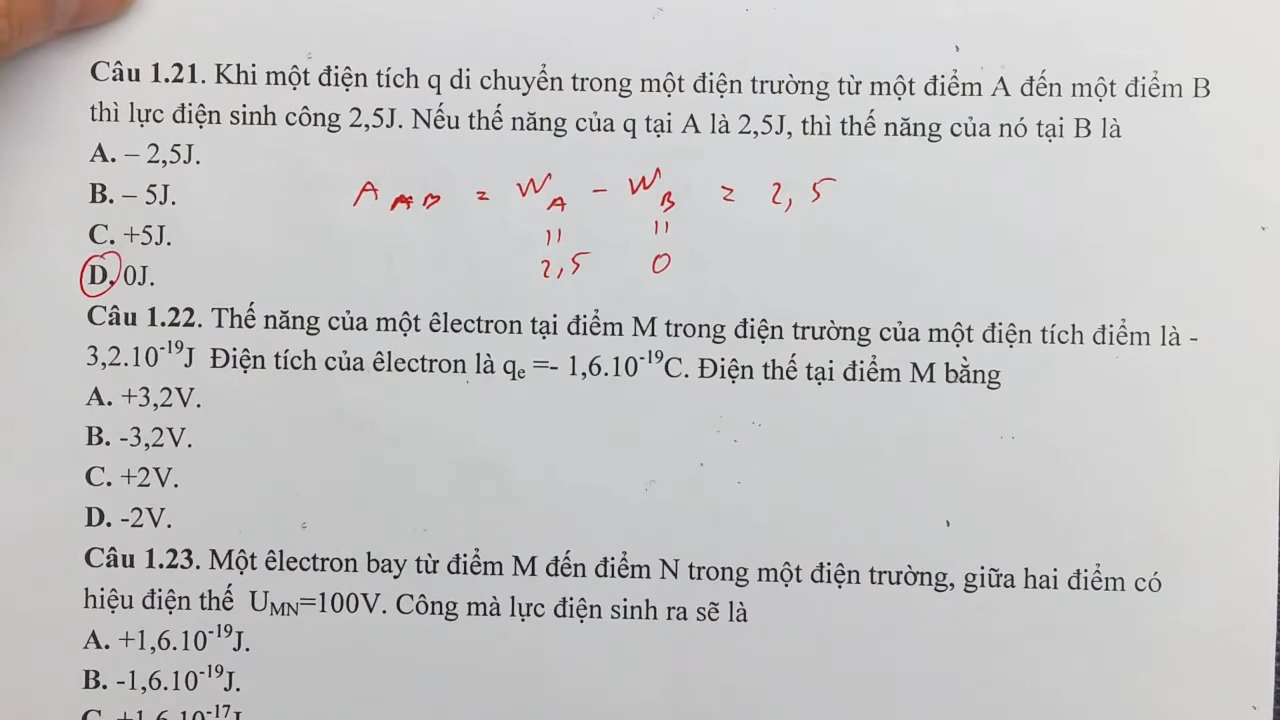 Câu 1.21. Khi một điện tích q di chuyển trong một điện trường từ một điểm A đến một điểm B
thì lực điện sinh công 2,5J. Nếu thế năng của q tại A là 2,5J, thì thế năng của nó tại B là
A. – 2,5J.
B. – 5J.
A_AB = W_A - W_B = 2,5
C. +5J.
" "
D. 0J.
2,5 0
Câu 1.22. Thế năng của một êlectron tại điểm M trong điện trường của một điện tích điểm là -
3,2.10⁻¹⁹J Điện tích của êlectron là qₑ =- 1,6.10⁻¹⁹C. Điện thế tại điểm M bằng
A. +3,2V.
B. -3,2V.
C. +2V.
D. -2V.
Câu 1.23. Một êlectron bay từ điểm M đến điểm N trong một điện trường, giữa hai điểm có
hiệu điện thế U_MN=100V. Công mà lực điện sinh ra sẽ là
A. +1,6.10⁻¹⁹J.
B. -1,6.10⁻¹⁹J.
C. +1,6.10⁻¹⁷J.